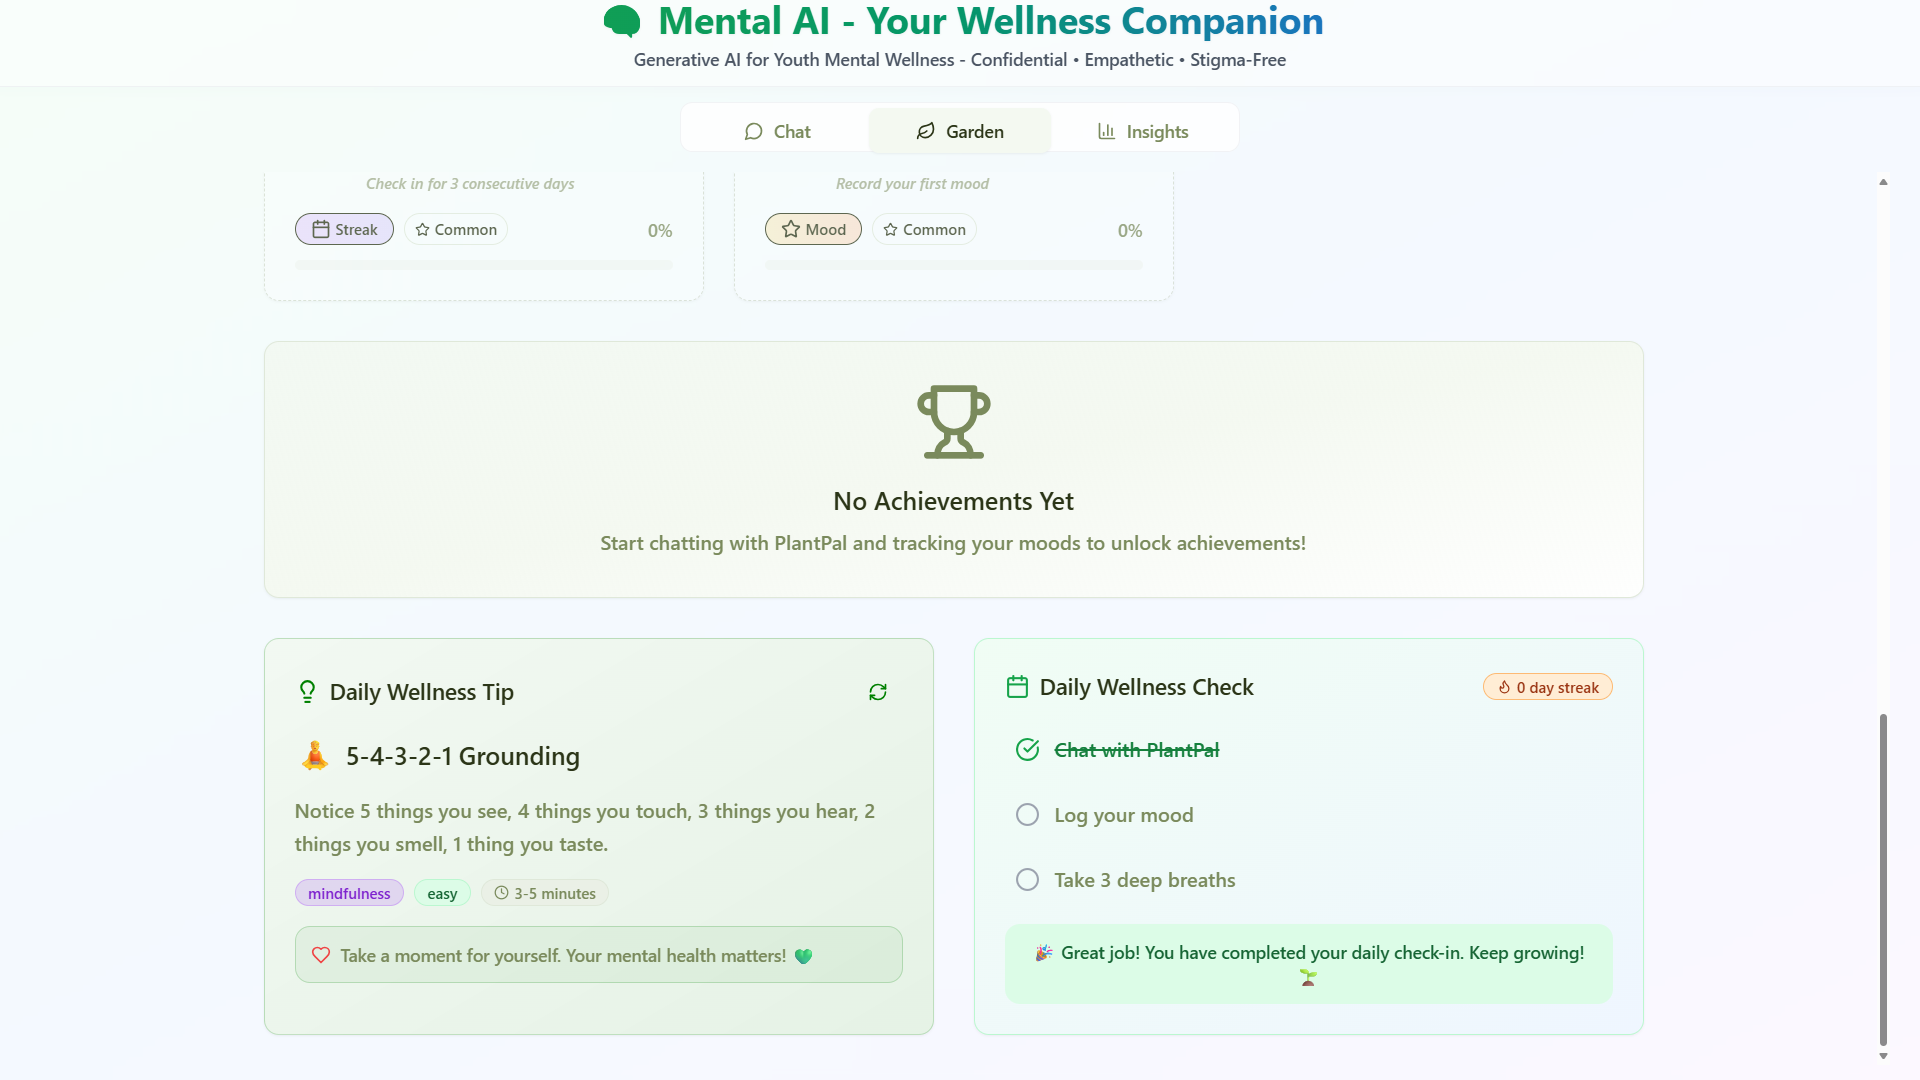 Mental AI - Your Wellness Companion
Generative AI for Youth Mental Wellness - Confidential • Empathetic • Stigma-Free
Chat
Garden
Insights
Check in for 3 consecutive days
Streak
Common
0%
Record your first mood
Mood
Common
0%
No Achievements Yet
Start chatting with PlantPal and tracking your moods to unlock achievements!
Daily Wellness Tip
5-4-3-2-1 Grounding
Notice 5 things you see, 4 things you touch, 3 things you hear, 2
things you smell, 1 thing you taste.
mindfulness
easy
3-5 minutes
Take a moment for yourself. Your mental health matters! 💚
Daily Wellness Check
0 day streak
Chat with PlantPal
Log your mood
Take 3 deep breaths
🎉 Great job! You have completed your daily check-in. Keep growing!
🌱